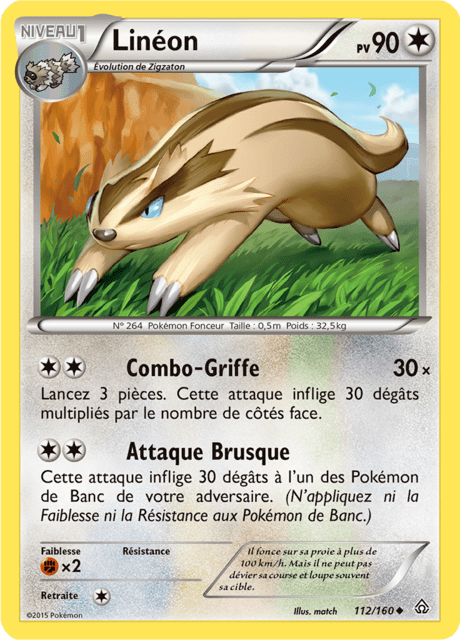 NIVEAU 1
Linéon
PV 90
Évolution de Zigzaton
N° 264 Pokémon Fonceur Taille : 0,5m Poids : 32,5kg
Combo-Griffe 30 ×
Lancez 3 pièces. Cette attaque inflige 30 dégâts
multipliés par le nombre de côtés face.
Attaque Brusque
Cette attaque inflige 30 dégâts à l'un des Pokémon
de Banc de votre adversaire. (N'appliquez ni la
Faiblesse ni la Résistance aux Pokémon de Banc.)
Faiblesse Résistance
×2
Retraite
Il fonce sur sa proie à plus de
100 km/h. Mais il ne peut pas
dévier sa course et loupe souvent
sa cible.
Illus. match 112/160
©2015 Pokémon